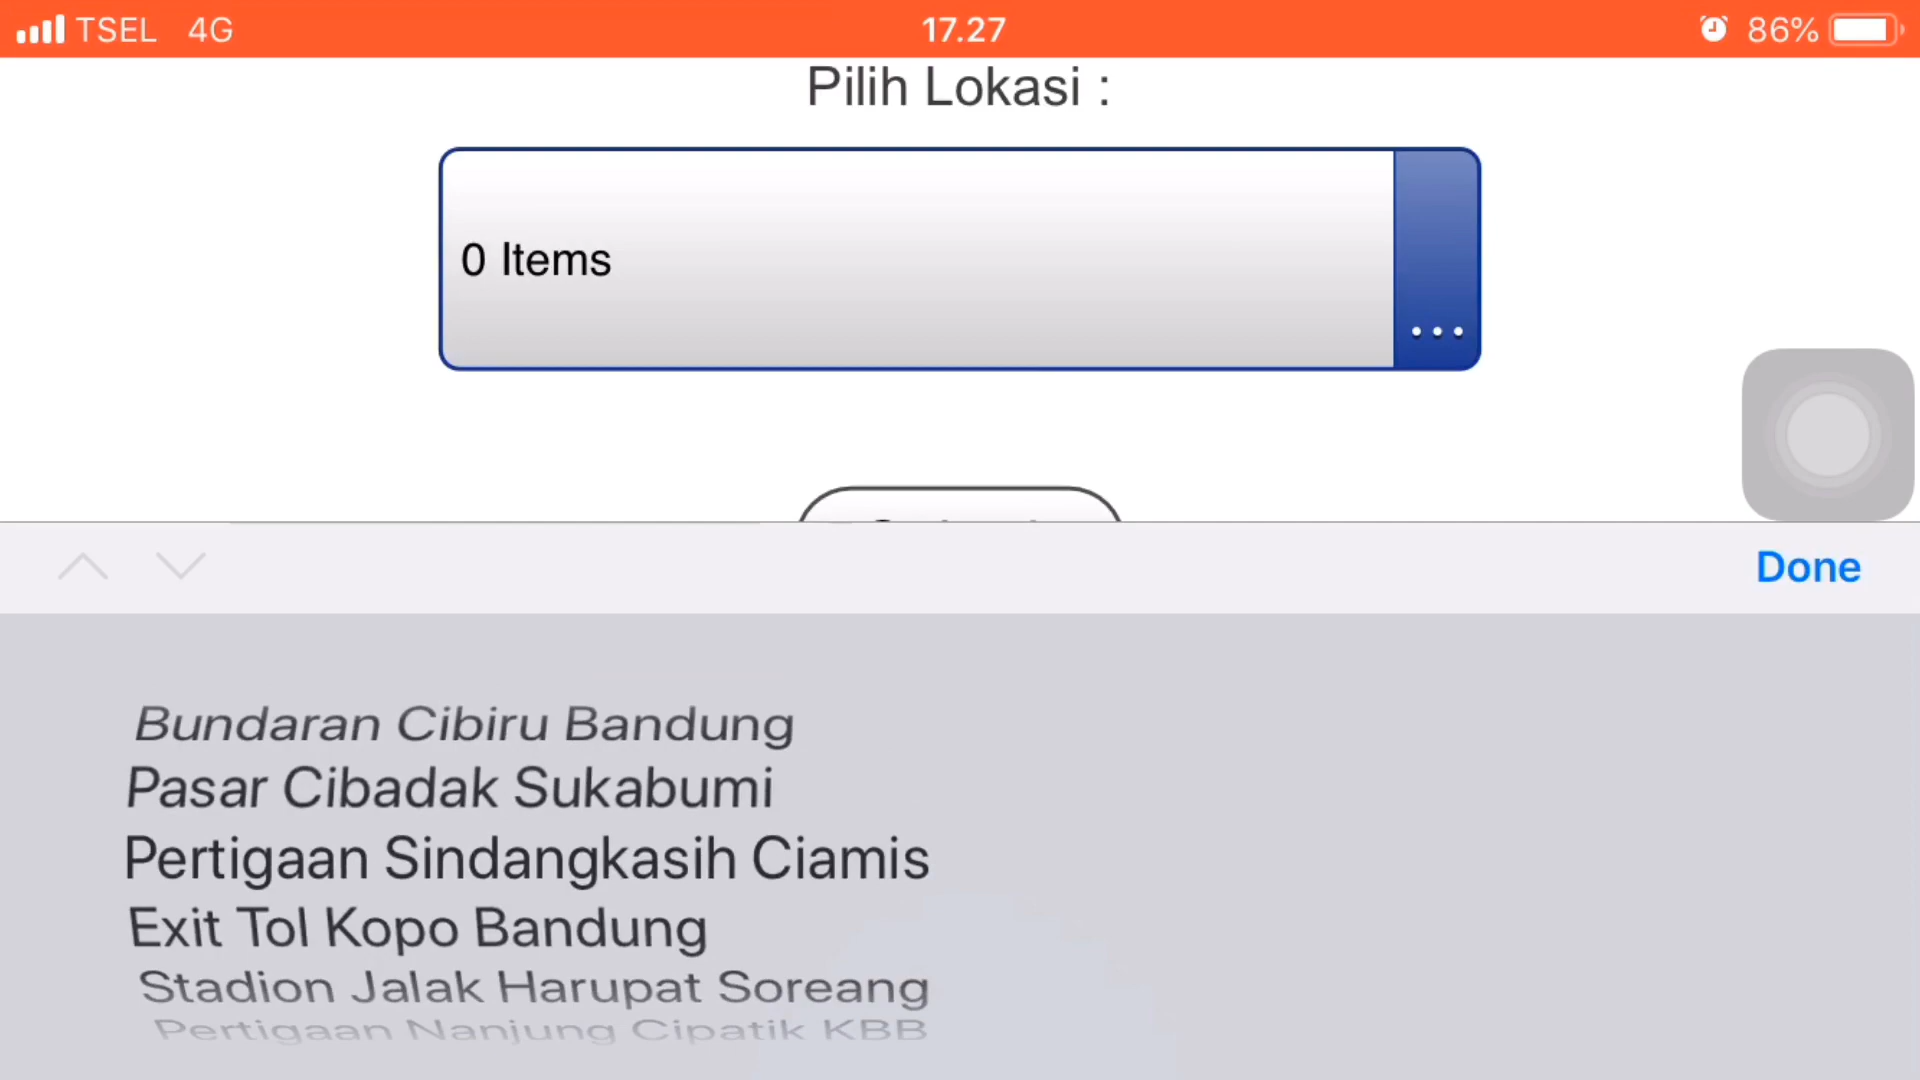 TSEL 4G 17.27 86%
Pilih Lokasi :
0 Items
...
Done
Bundaran Cibiru Bandung
Pasar Cibadak Sukabumi
Pertigaan Sindangkasih Ciamis
Exit Tol Kopo Bandung
Stadion Jalak Harupat Soreang
Pertigaan Nanjung Cipatik KBB